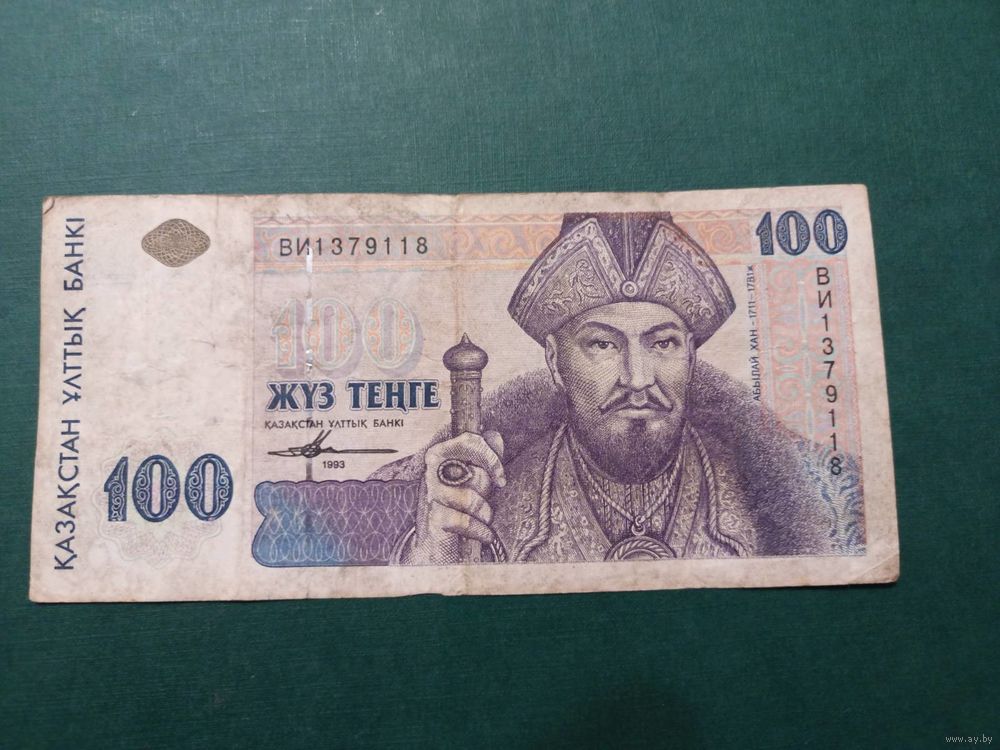 ҚАЗАҚСТАН ҰЛТТЫҚ БАНКІ
100
ВИ1379118
100
ЖҮЗ ТЕҢГЕ
ҚАЗАҚСТАН ҰЛТТЫҚ БАНКІ
1993
100
АБЫЛАЙ ХАН -1711-1781ж
ВИ1379118
www.ay.by